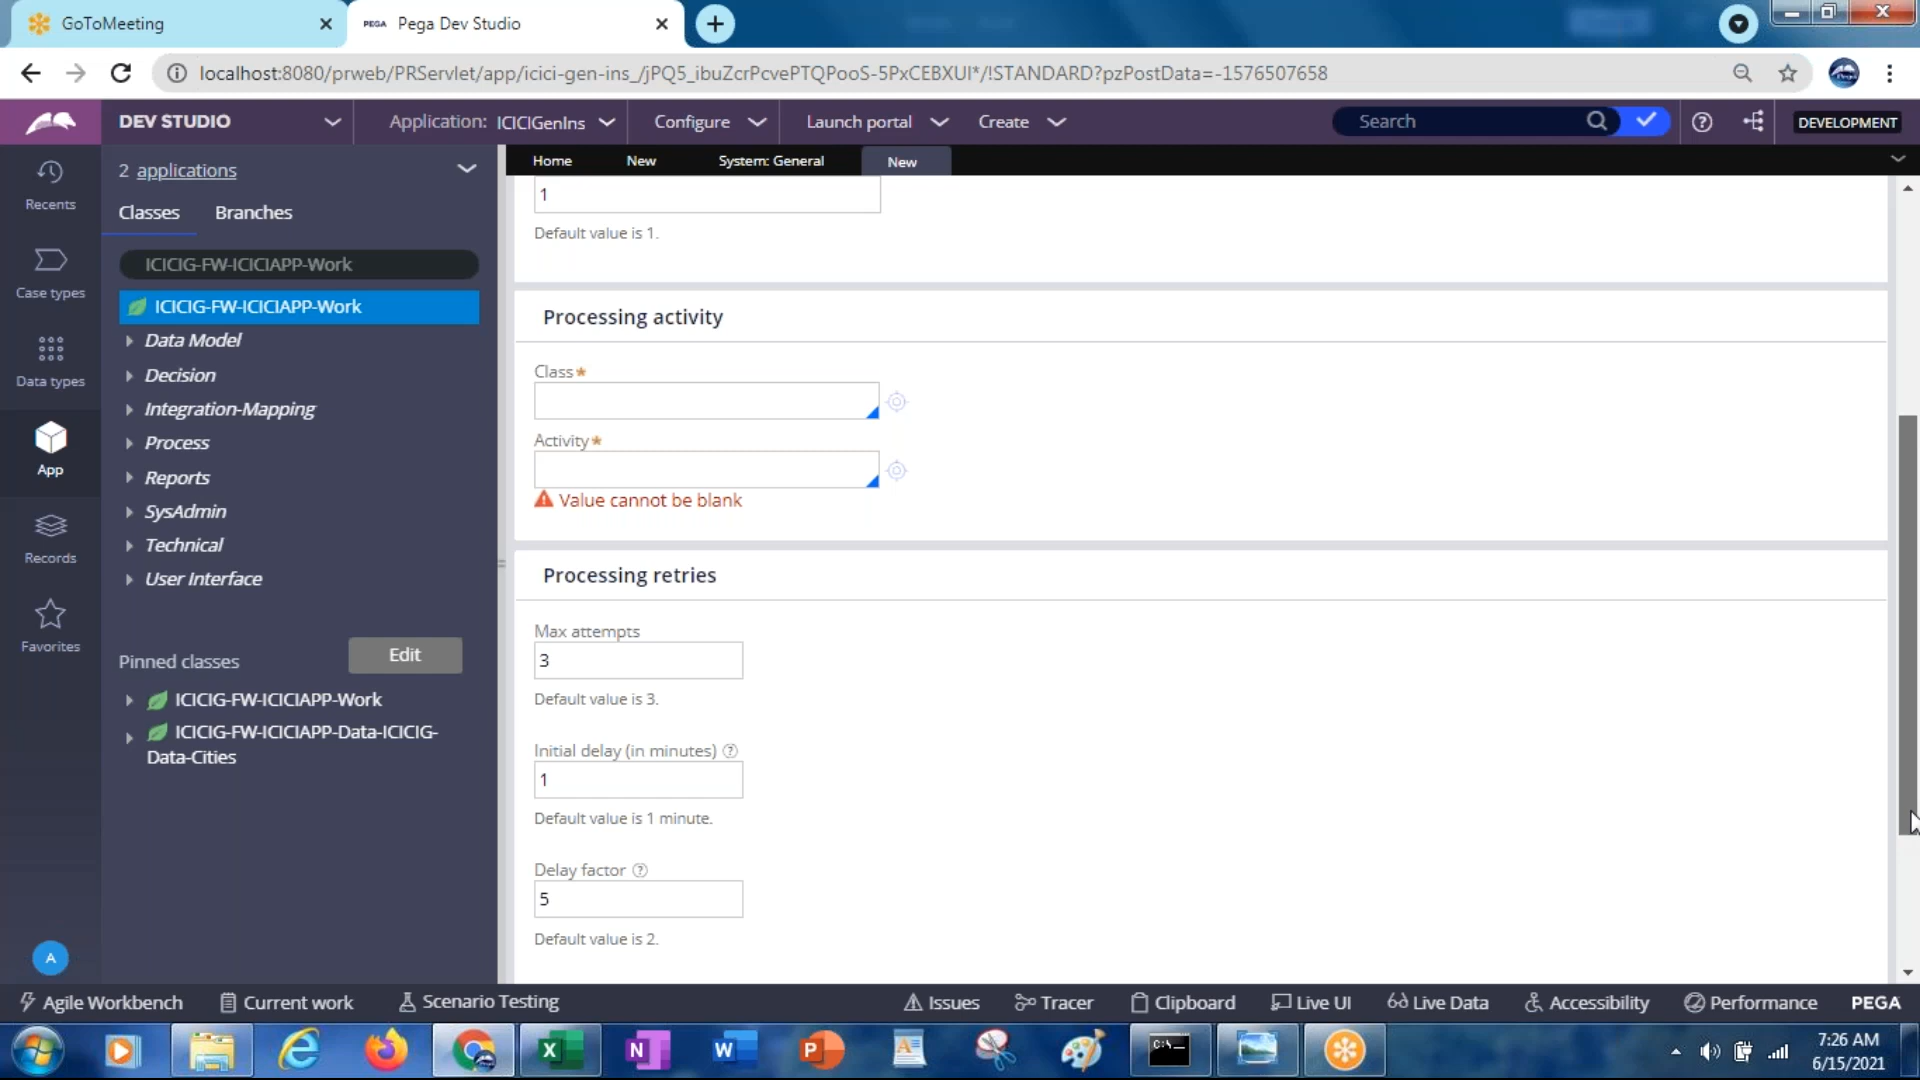 GoToMeeting
PEGA Pega Dev Studio
localhost:8080/prweb/PRServlet/app/icici-gen-ins_/jPQ5_ibuZcrPcvePTQPooS-5PxCEBXUI*/!STANDARD?pzPostData=-1576507658
DEV STUDIO
Application: ICICIGenIns
Configure
Launch portal
Create
Search
DEVELOPMENT
Recents
Case types
Data types
App
Records
Favorites
A
2 applications
Classes
Branches
ICICIG-FW-ICICIAPP-Work
ICICIG-FW-ICICIAPP-Work
Data Model
Decision
Integration-Mapping
Process
Reports
SysAdmin
Technical
User Interface
Pinned classes
Edit
ICICIG-FW-ICICIAPP-Work
ICICIG-FW-ICICIAPP-Data-ICICIG-
Data-Cities
Home
New
System: General
New
1
Default value is 1.
Processing activity
Class*
Activity*
Value cannot be blank
Processing retries
Max attempts
3
Default value is 3.
Initial delay (in minutes) ?
1
Default value is 1 minute.
Delay factor ?
5
Default value is 2.
Agile Workbench
Current work
Scenario Testing
Issues
Tracer
Clipboard
Live UI
Live Data
Accessibility
Performance
PEGA
7:26 AM
6/15/2021